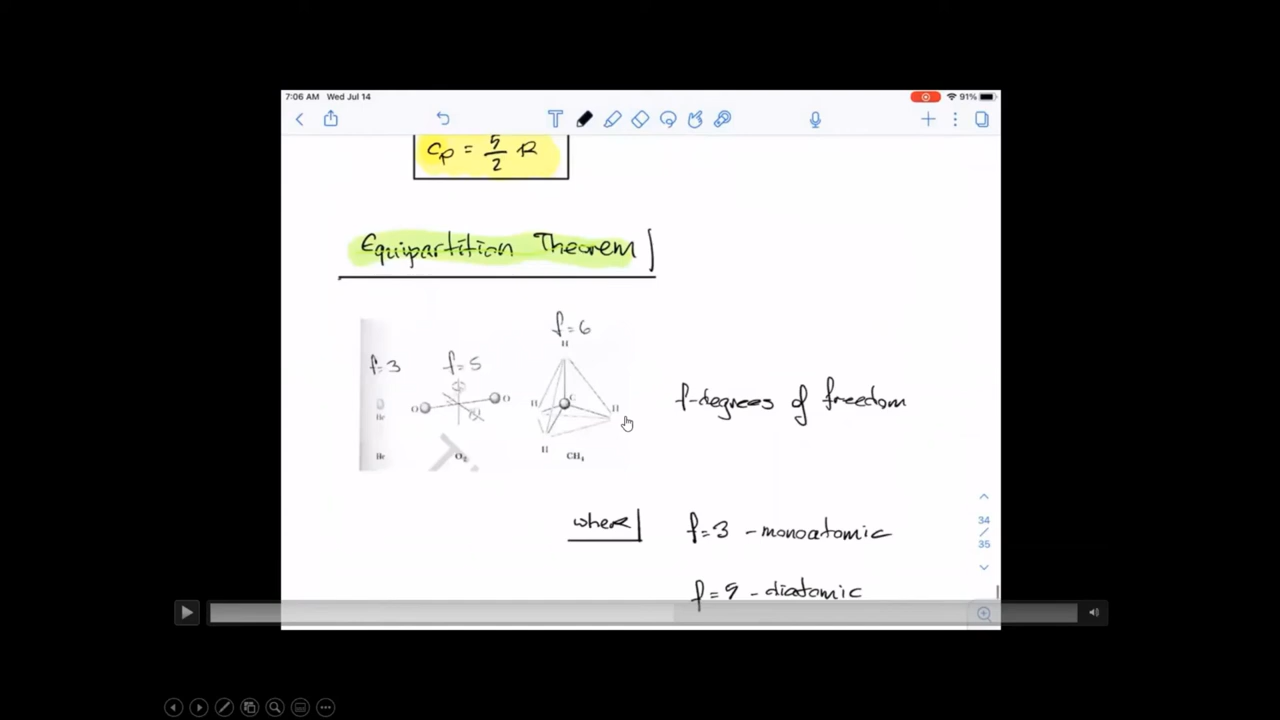 7:06 AM Wed Jul 14
91%
Cp = 5/2 R
Equipartition Theorem
f=6
H
f=3
f=5
O
O
C
H
H
He
H
He
O₂
CH₄
f-degrees of freedom
where
f=3 - monoatomic
f=5 - diatomic
34
/
35